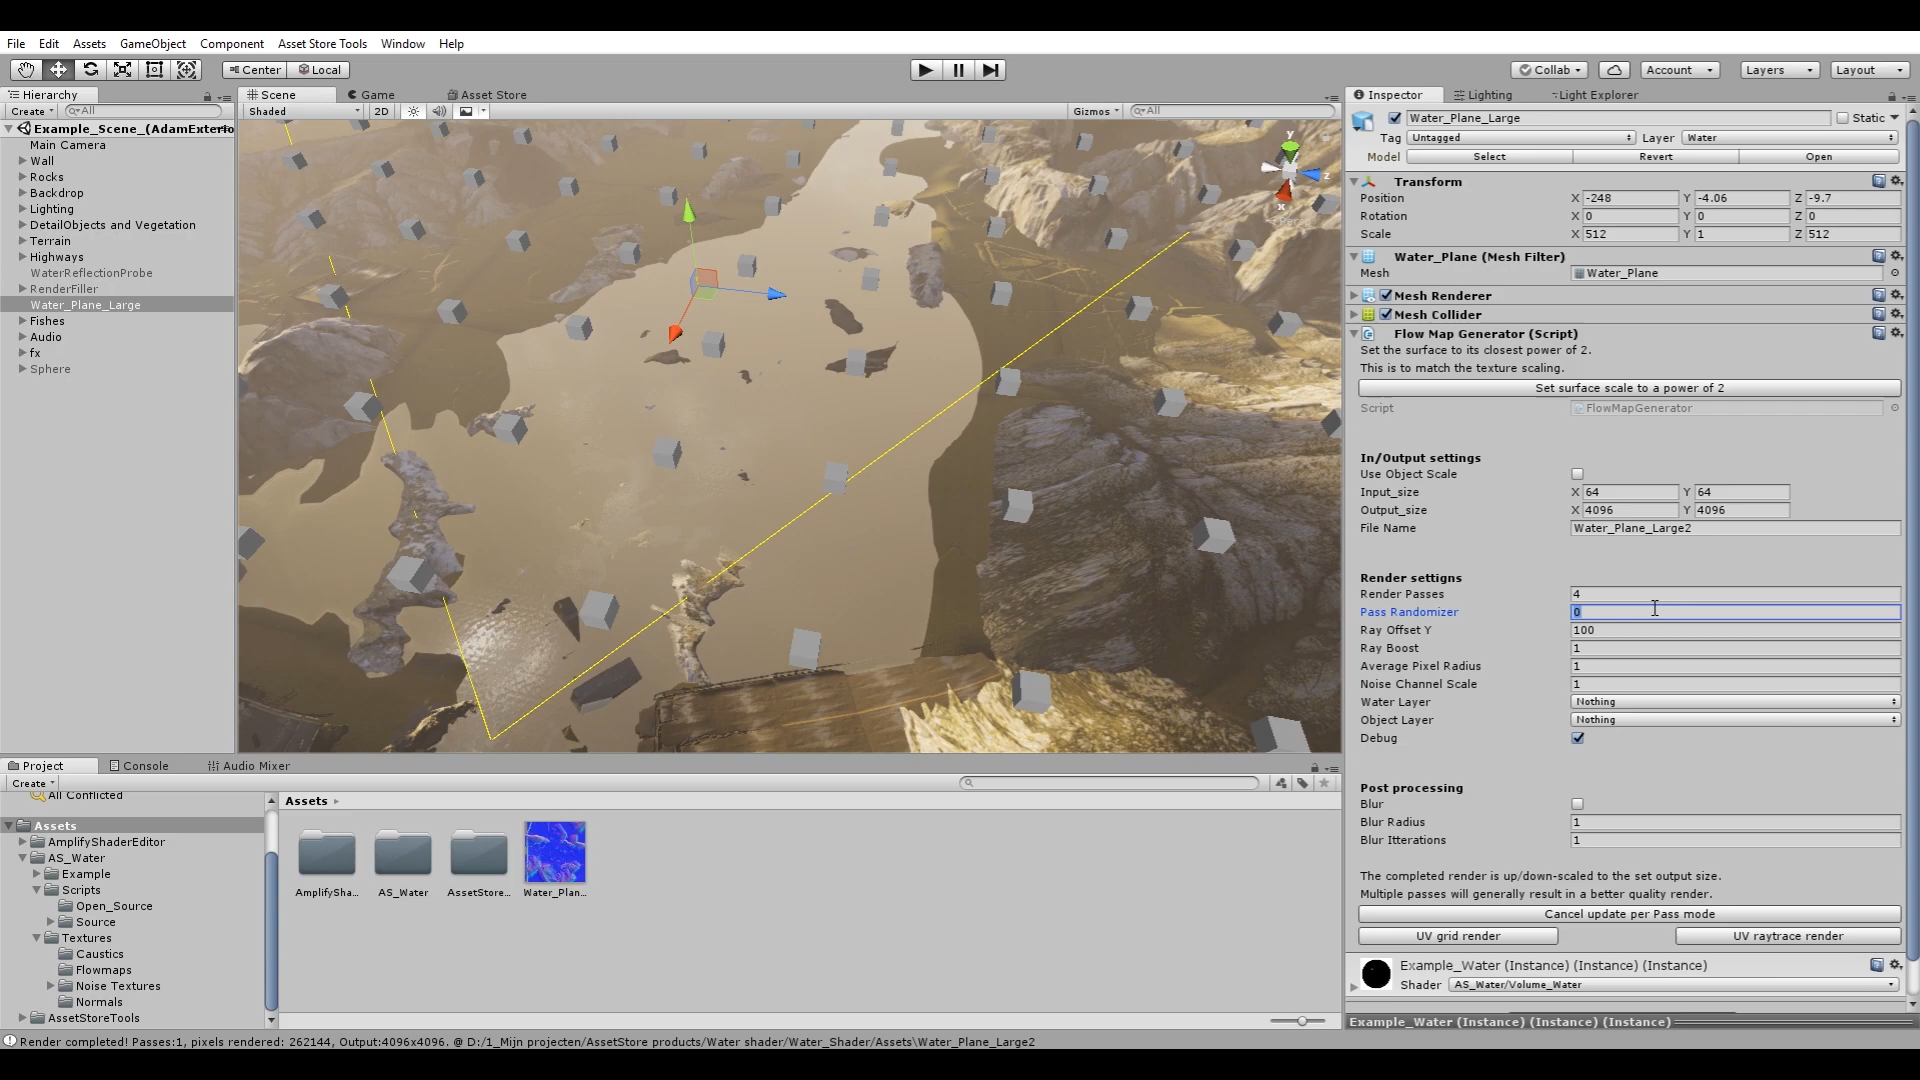 File Edit Assets GameObject Component Asset Store Tools Window Help
Center Local Collab Account Layers Layout
Hierarchy
Create All
Example_Scene_(AdamExterio
Main Camera
Wall
Rocks
Backdrop
Lighting
DetailObjects and Vegetation
Terrain
Highways
WaterReflectionProbe
RenderFiller
Water_Plane_Large
Fishes
Audio
fx
Sphere
Scene Game Asset Store
Shaded 2D Gizmos All
y
z
x
Inspector Lighting Light Explorer
Water_Plane_Large Static
Tag Untagged Layer Water
Model Select Revert Open
Transform
Position X -248 Y -4.06 Z -9.7
Rotation X 0 Y 0 Z 0
Scale X 512 Y 1 Z 512
Water_Plane (Mesh Filter)
Mesh Water_Plane
Mesh Renderer
Mesh Collider
Flow Map Generator (Script)
Set the surface to its closest power of 2.
This is to match the texture scaling.
Set surface scale to a power of 2
Script FlowMapGenerator
In/Output settings
Use Object Scale
Input_size X 64 Y 64
Output_size X 4096 Y 4096
File Name Water_Plane_Large2
Render settigns
Render Passes 4
Pass Randomizer 0
Ray Offset Y 100
Ray Boost 1
Average Pixel Radius 1
Noise Channel Scale 1
Water Layer Nothing
Object Layer Nothing
Debug
Post processing
Blur
Blur Radius 1
Blur Itterations 1
The completed render is up/down-scaled to the set output size.
Multiple passes will generally result in a better quality render.
Cancel update per Pass mode
UV grid render UV raytrace render
Example_Water (Instance) (Instance) (Instance)
Shader AS_Water/Volume_Water
Example_Water (Instance) (Instance) (Instance)
Project Console Audio Mixer
Create
All Conflicted
Assets
AmplifyShaderEditor
AS_Water
Example
Scripts
Open_Source
Source
Textures
Caustics
Flowmaps
Noise Textures
Normals
AssetStoreTools
Assets
AmplifySha... AS_Water AssetStore... Water_Plan...
Render completed! Passes:1, pixels rendered: 262144, Output:4096x4096. @ D:/1_Mijn projecten/AssetStore products/Water shader/Water_Shader/Assets\Water_Plane_Large2